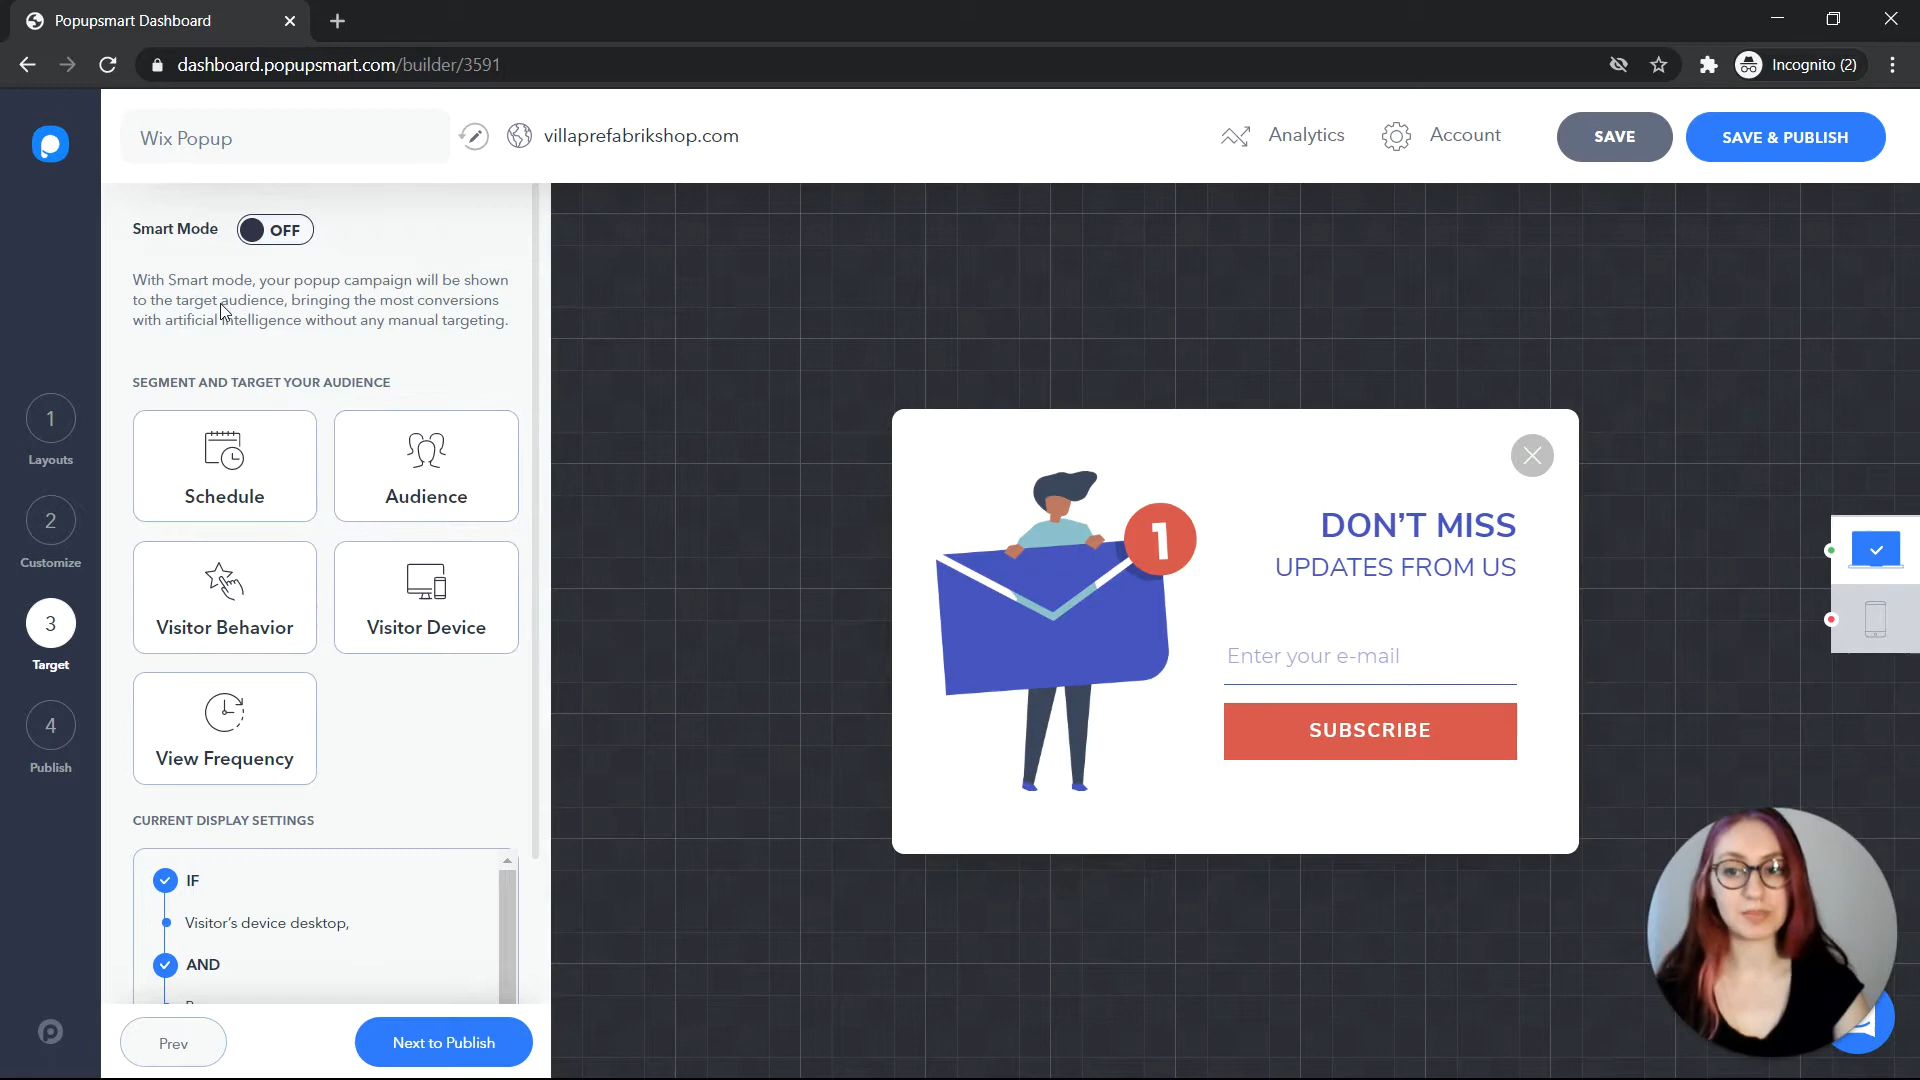 Popupsmart Dashboard
dashboard.popupsmart.com/builder/3591
Incognito (2)
Wix Popup
villaprefabrikshop.com
Analytics
Account
SAVE
SAVE & PUBLISH
Smart Mode
OFF
With Smart mode, your popup campaign will be shown
to the target audience, bringing the most conversions
with artificial intelligence without any manual targeting.
SEGMENT AND TARGET YOUR AUDIENCE
Schedule
Audience
Visitor Behavior
Visitor Device
View Frequency
CURRENT DISPLAY SETTINGS
IF
Visitor's device desktop,
AND
Prev
Next to Publish
1
Layouts
2
Customize
3
Target
4
Publish
1
DON'T MISS
UPDATES FROM US
Enter your e-mail
SUBSCRIBE